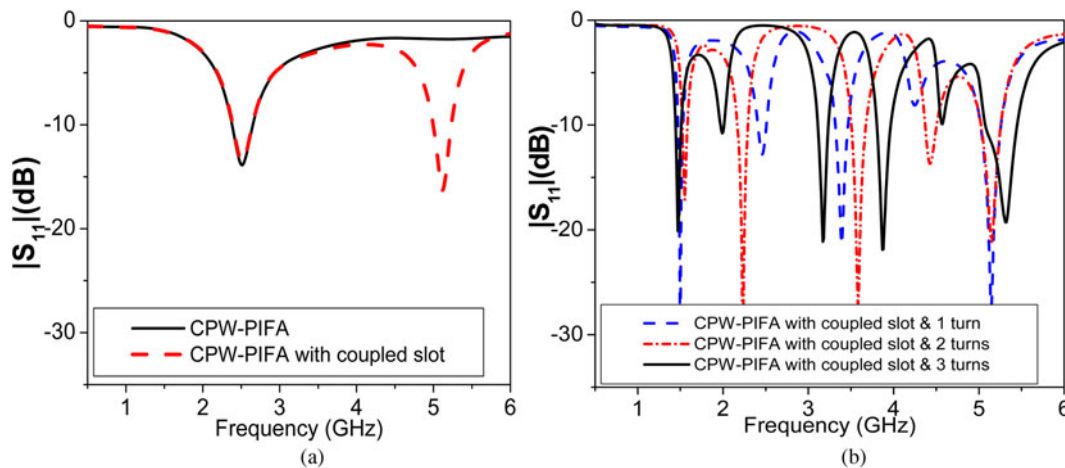 0
-10
-20
-30
|S11|(dB)
CPW-PIFA
CPW-PIFA with coupled slot
1 2 3 4 5 6
Frequency (GHz)
(a)
0
-10
-20
-30
|S11|(dB)
CPW-PIFA with coupled slot & 1 turn
CPW-PIFA with coupled slot & 2 turns
CPW-PIFA with coupled slot & 3 turns
1 2 3 4 5 6
Frequency (GHz)
(b)